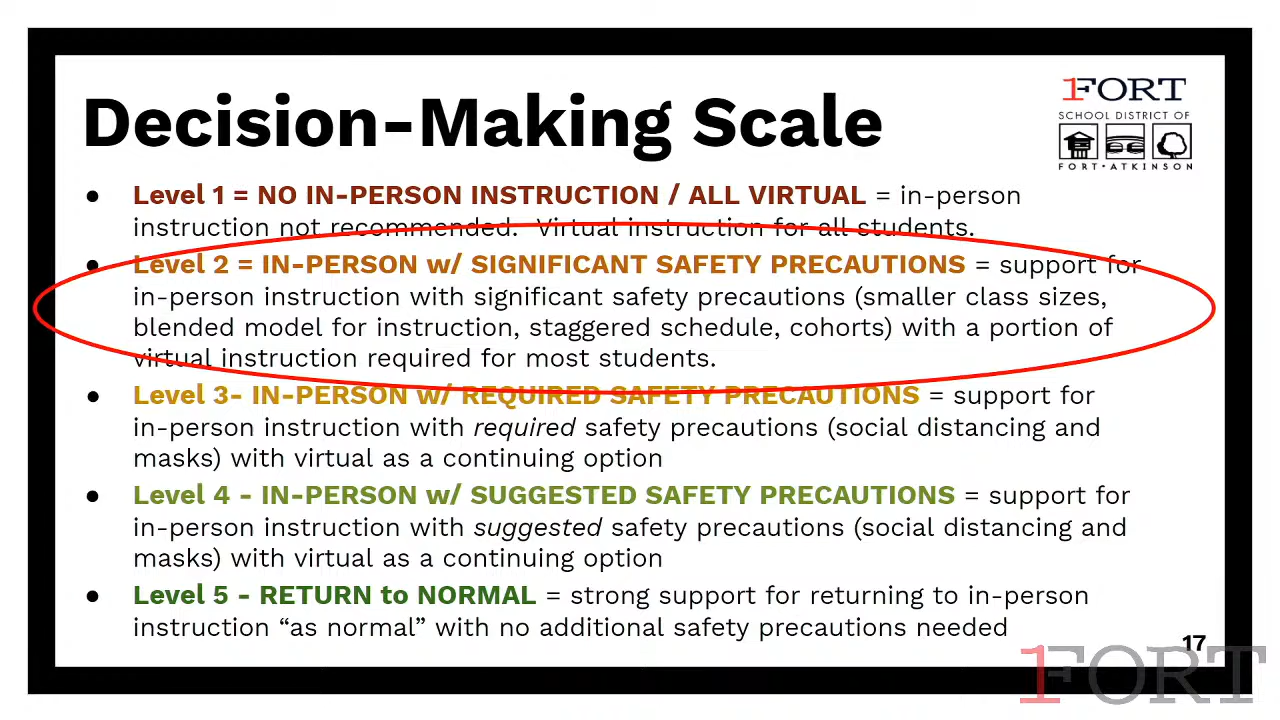 Decision-Making Scale
1FORT
SCHOOL DISTRICT OF
FORT•ATKINSON
● Level 1 = NO IN-PERSON INSTRUCTION / ALL VIRTUAL = in-person
instruction not recommended.  Virtual instruction for all students.
● Level 2 = IN-PERSON w/ SIGNIFICANT SAFETY PRECAUTIONS = support for
in-person instruction with significant safety precautions (smaller class sizes,
blended model for instruction, staggered schedule, cohorts) with a portion of
virtual instruction required for most students.
● Level 3- IN-PERSON w/ REQUIRED SAFETY PRECAUTIONS = support for
in-person instruction with required safety precautions (social distancing and
masks) with virtual as a continuing option
● Level 4 - IN-PERSON w/ SUGGESTED SAFETY PRECAUTIONS = support for
in-person instruction with suggested safety precautions (social distancing and
masks) with virtual as a continuing option
● Level 5 - RETURN to NORMAL = strong support for returning to in-person
instruction “as normal” with no additional safety precautions needed
17
1FORT